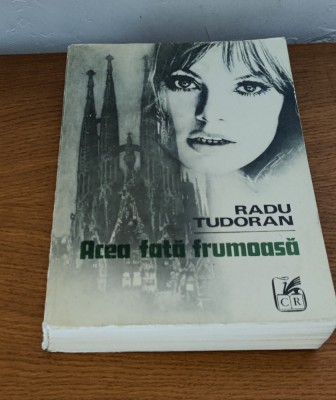 RADU
TUDORAN
Acea fată frumoasă
CR